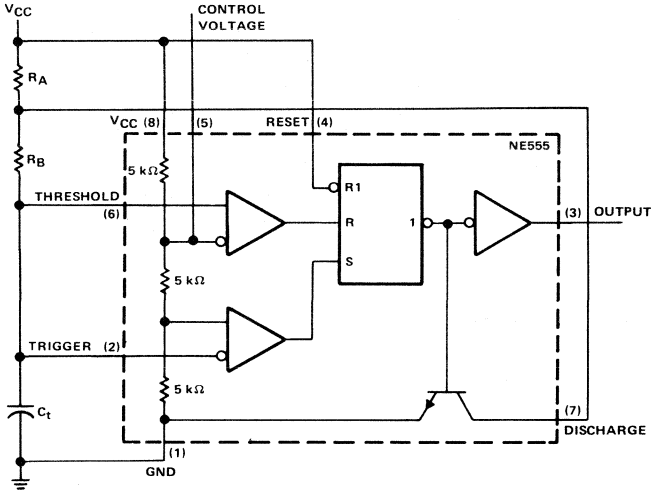 VCC
CONTROL
VOLTAGE
RA
VCC (8)
(5)
RESET
(4)
NE555
RB
5 kΩ
R1
THRESHOLD
(6)
R
1
(3)
OUTPUT
S
5 kΩ
TRIGGER
(2)
5 kΩ
Ct
(7)
DISCHARGE
(1)
GND